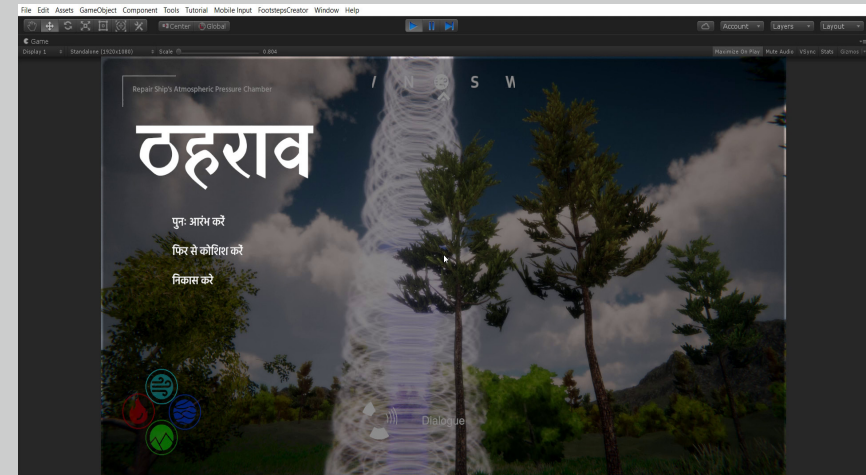 File Edit Assets GameObject Component Tools Tutorial Mobile Input FootstepsCreator Window Help
Center Global Account Layers Layout
Game
Display 1 Standalone (1920x1080) Scale 0.804 Maximize On Play Mute Audio VSync Stats Gizmos
N S W
Repair Ship's Atmospheric Pressure Chamber
ठहराव
पुनः आरंभ करें
फिर से कोशिश करें
निकास करे
Dialogue